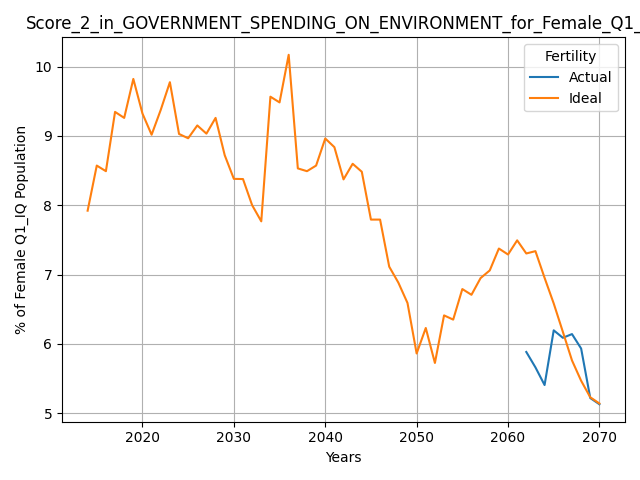 Score_2_in_GOVERNMENT_SPENDING_ON_ENVIRONMENT_for_Female_Q1_
Fertility
Actual
Ideal
% of Female Q1_IQ Population
10
9
8
7
6
5
2020 2030 2040 2050 2060 2070
Years